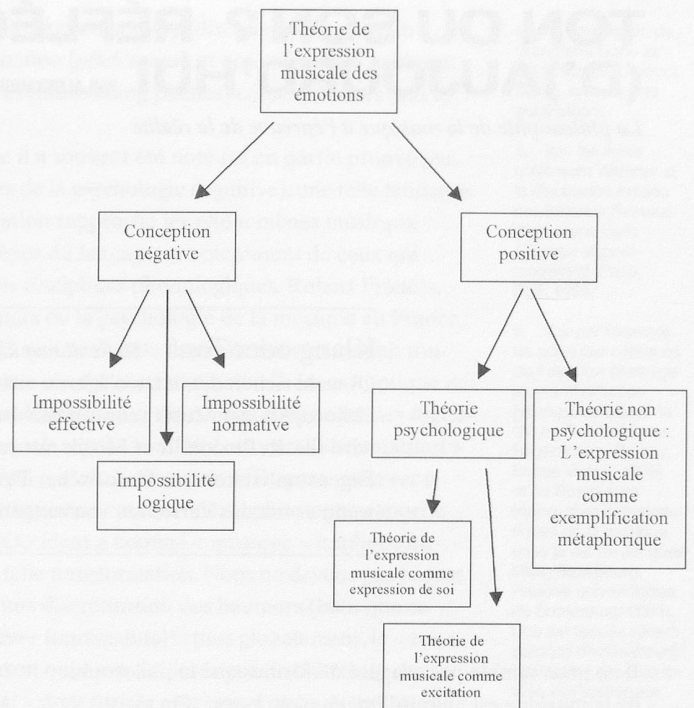 Théorie de
l'expression
musicale des
émotions
Conception
négative
Conception
positive
Impossibilité
effective
Impossibilité
normative
Impossibilité
logique
Théorie
psychologique
Théorie non
psychologique :
L'expression
musicale
comme
exemplification
métaphorique
Théorie de
l'expression
musicale comme
expression de soi
Théorie de
l'expression
musicale comme
excitation